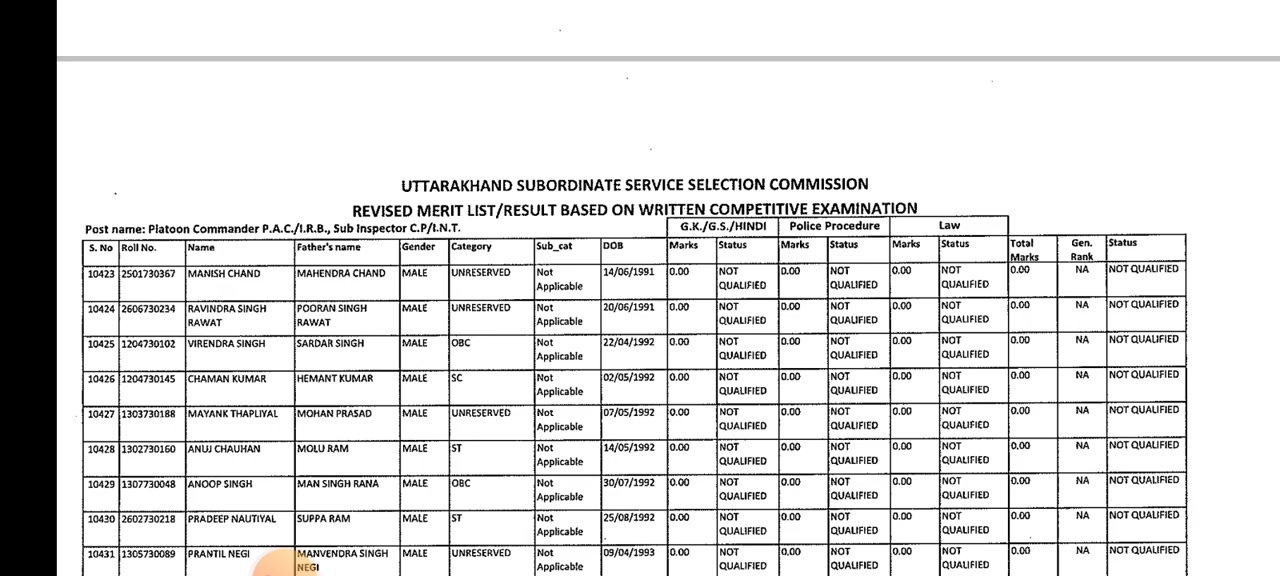 UTTARAKHAND SUBORDINATE SERVICE SELECTION COMMISSION
REVISED MERIT LIST/RESULT BASED ON WRITTEN COMPETITIVE EXAMINATION
Post name: Platoon Commander P.A.C./I.R.B., Sub Inspector C.P/I.N.T. G.K./G.S./HINDI Police Procedure Law
S. No Roll No. Name Father's name Gender Category Sub_cat DOB Marks Status Marks Status Marks Status Total Gen. Status
Marks Rank
10423 2501730367 MANISH CHAND MAHENDRA CHAND MALE UNRESERVED Not 14/06/1991 0.00 NOT 0.00 NOT 0.00 NOT 0.00 NA NOT QUALIFIED
Applicable QUALIFIED QUALIFIED QUALIFIED
10424 2606730234 RAVINDRA SINGH POORAN SINGH MALE UNRESERVED Not 20/06/1991 0.00 NOT 0.00 NOT 0.00 NOT 0.00 NA NOT QUALIFIED
RAWAT RAWAT Applicable QUALIFIED QUALIFIED QUALIFIED
10425 1204730102 VIRENDRA SINGH SARDAR SINGH MALE OBC Not 22/04/1992 0.00 NOT 0.00 NOT 0.00 NOT 0.00 NA NOT QUALIFIED
Applicable QUALIFIED QUALIFIED QUALIFIED
10426 1204730145 CHAMAN KUMAR HEMANT KUMAR MALE SC Not 02/05/1992 0.00 NOT 0.00 NOT 0.00 NOT 0.00 NA NOT QUALIFIED
Applicable QUALIFIED QUALIFIED QUALIFIED
10427 1303730188 MAYANK THAPLIYAL MOHAN PRASAD MALE UNRESERVED Not 07/05/1992 0.00 NOT 0.00 NOT 0.00 NOT 0.00 NA NOT QUALIFIED
Applicable QUALIFIED QUALIFIED QUALIFIED
10428 1302730160 ANUJ CHAUHAN MOLU RAM MALE ST Not 14/05/1992 0.00 NOT 0.00 NOT 0.00 NOT 0.00 NA NOT QUALIFIED
Applicable QUALIFIED QUALIFIED QUALIFIED
10429 1307730048 ANOOP SINGH MAN SINGH RANA MALE OBC Not 30/07/1992 0.00 NOT 0.00 NOT 0.00 NOT 0.00 NA NOT QUALIFIED
Applicable QUALIFIED QUALIFIED QUALIFIED
10430 2602730218 PRADEEP NAUTIYAL SUPPA RAM MALE ST Not 25/08/1992 0.00 NOT 0.00 NOT 0.00 NOT 0.00 NA NOT QUALIFIED
Applicable QUALIFIED QUALIFIED QUALIFIED
10431 1305730089 PRANTIL NEGI MANVENDRA SINGH MALE UNRESERVED Not 09/04/1993 0.00 NOT 0.00 NOT 0.00 NOT 0.00 NA NOT QUALIFIED
NEGI Applicable QUALIFIED QUALIFIED QUALIFIED